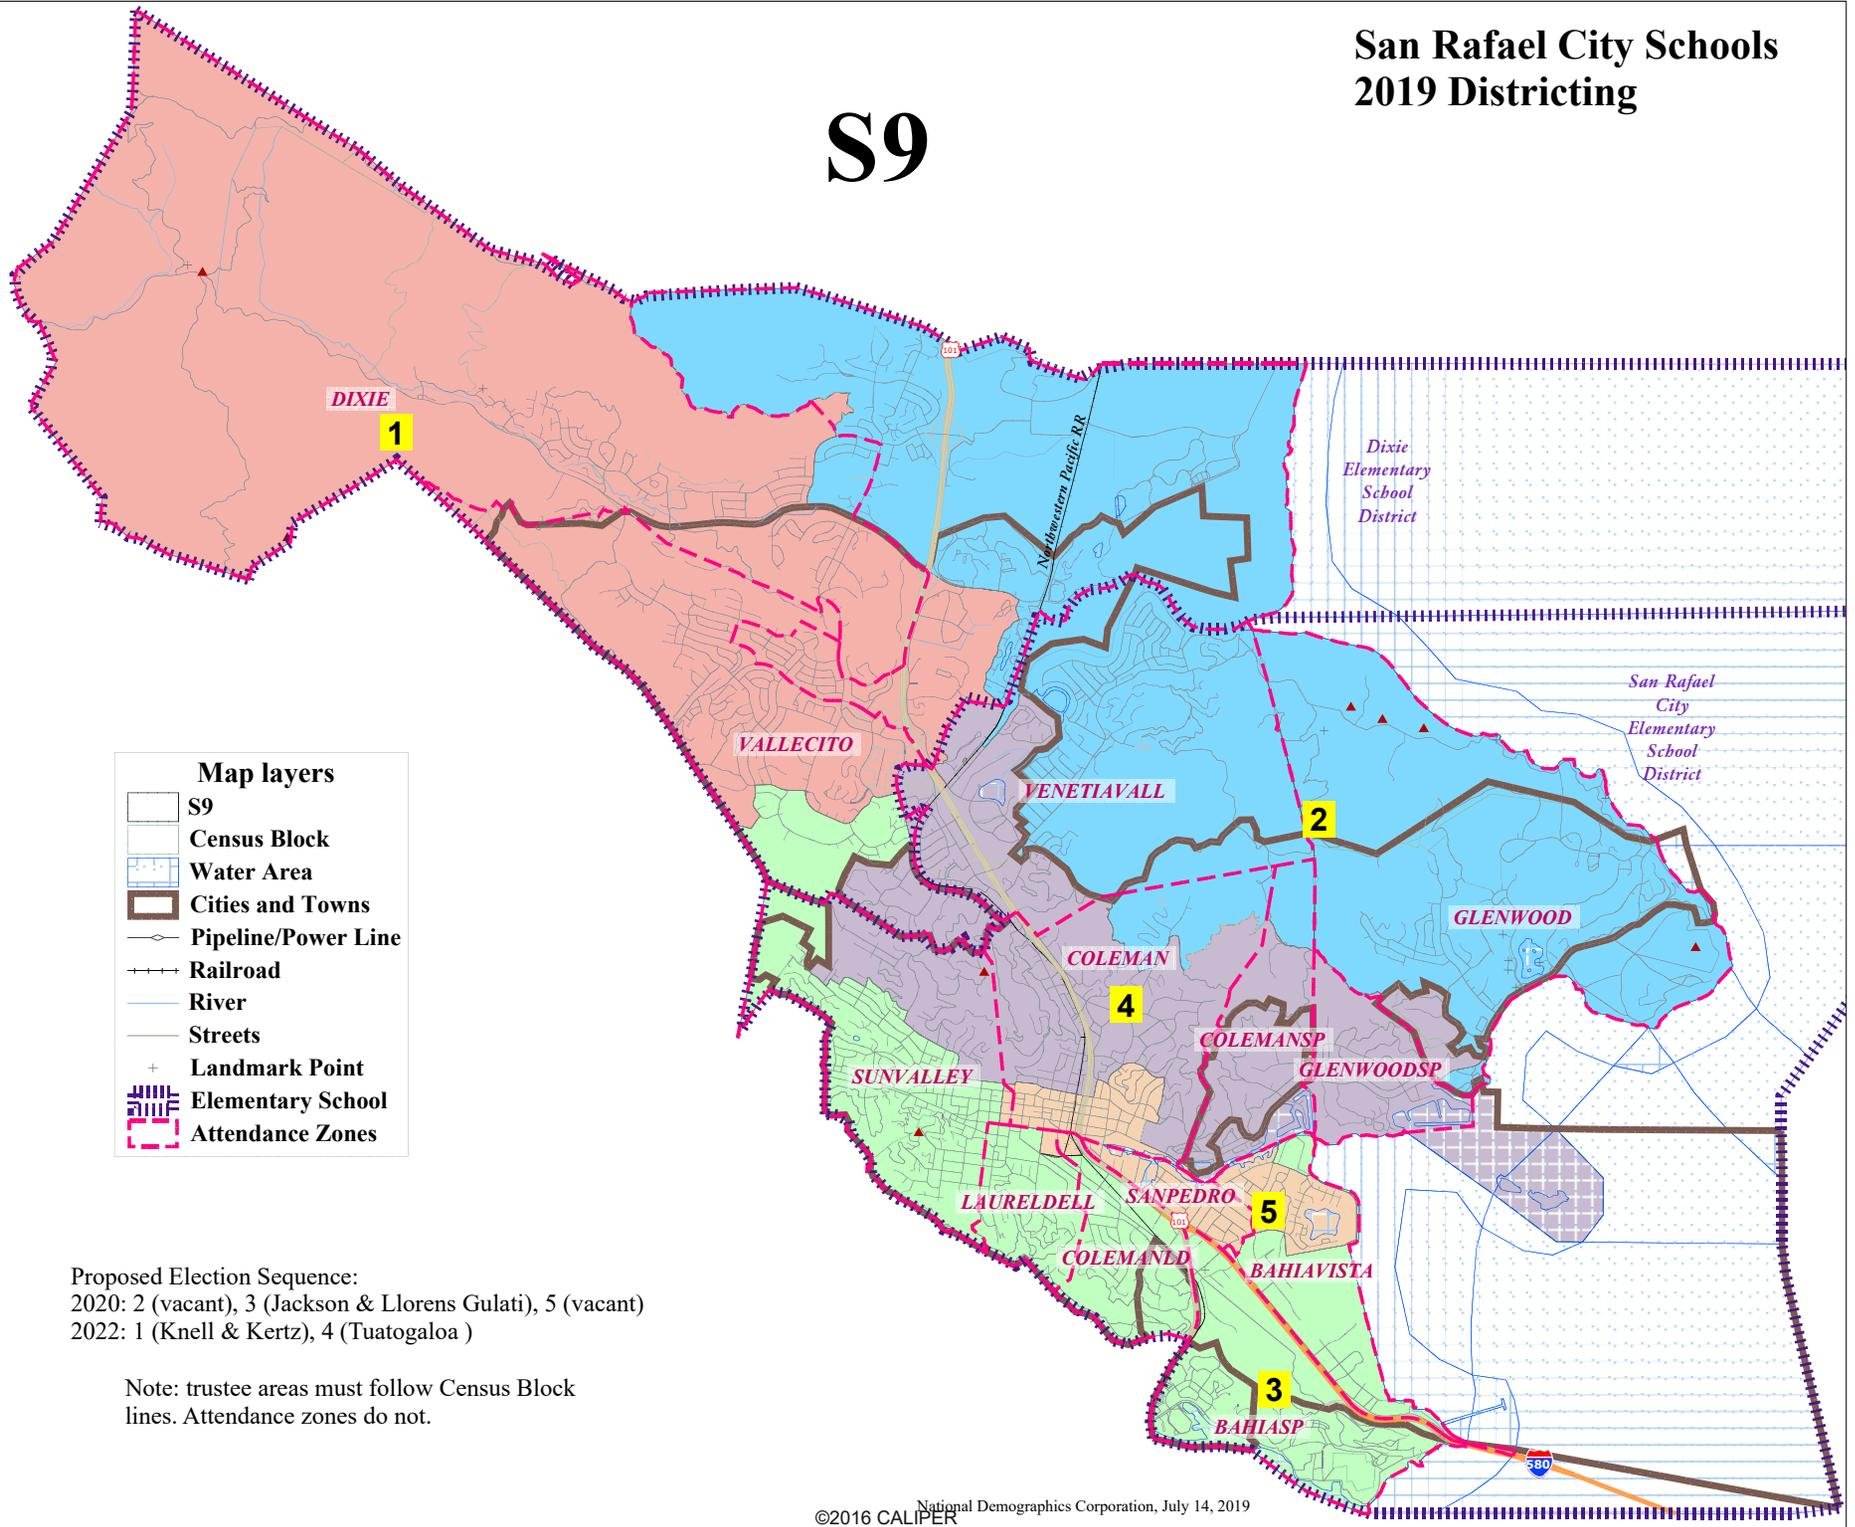 San Rafael City Schools
2019 Districting
S9
101
Northwestern Pacific RR
DIXIE
1
Dixie
Elementary
School
District
San Rafael
City
Elementary
School
District
VALLECITO
VENETIAVALL
2
GLENWOOD
COLEMAN
4
COLEMANSP
GLENWOODSP
SUNVALLEY
LAURELDELL
SANPEDRO
5
101
COLEMANLD
BAHIAVISTA
3
BAHIASP
580
Map layers
S9
Census Block
Water Area
Cities and Towns
Pipeline/Power Line
Railroad
River
Streets
Landmark Point
Elementary School
Attendance Zones
Proposed Election Sequence:
2020: 2 (vacant), 3 (Jackson & Llorens Gulati), 5 (vacant)
2022: 1 (Knell & Kertz), 4 (Tuatogaloa )
Note: trustee areas must follow Census Block
lines. Attendance zones do not.
National Demographics Corporation, July 14, 2019
©2016 CALIPER